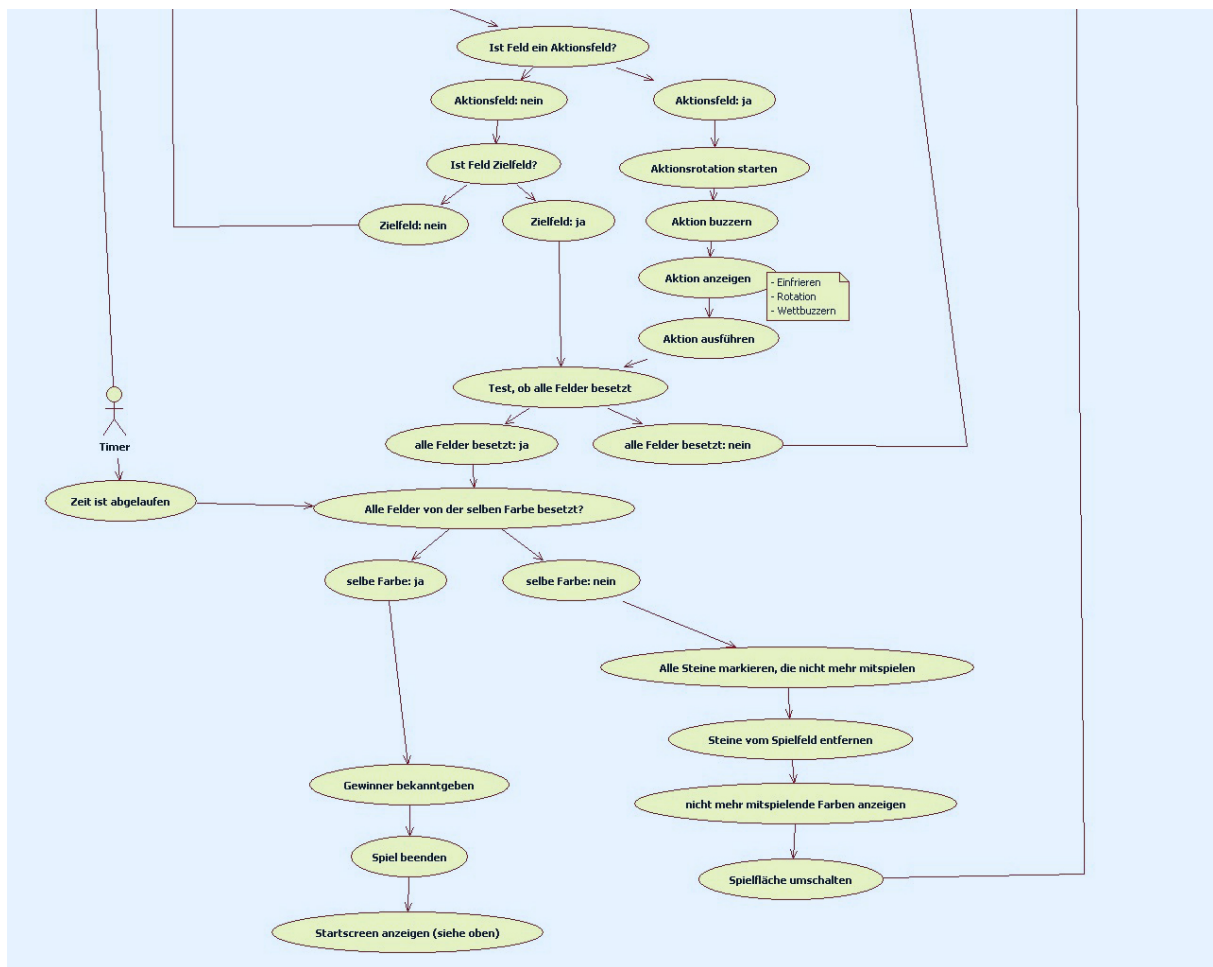 Ist Feld ein Aktionsfeld?
Aktionsfeld: nein
Aktionsfeld: ja
Ist Feld Zielfeld?
Aktionsrotation starten
Zielfeld: nein
Zielfeld: ja
Aktion buzzern
Aktion anzeigen
- Einfrieren
- Rotation
- Wettbuzzern
Aktion ausführen
Test, ob alle Felder besetzt
alle Felder besetzt: ja
alle Felder besetzt: nein
Timer
Zeit ist abgelaufen
Alle Felder von der selben Farbe besetzt?
selbe Farbe: ja
selbe Farbe: nein
Alle Steine markieren, die nicht mehr mitspielen
Steine vom Spielfeld entfernen
Gewinner bekanntgeben
nicht mehr mitspielende Farben anzeigen
Spiel beenden
Spielfläche umschalten
Startscreen anzeigen (siehe oben)